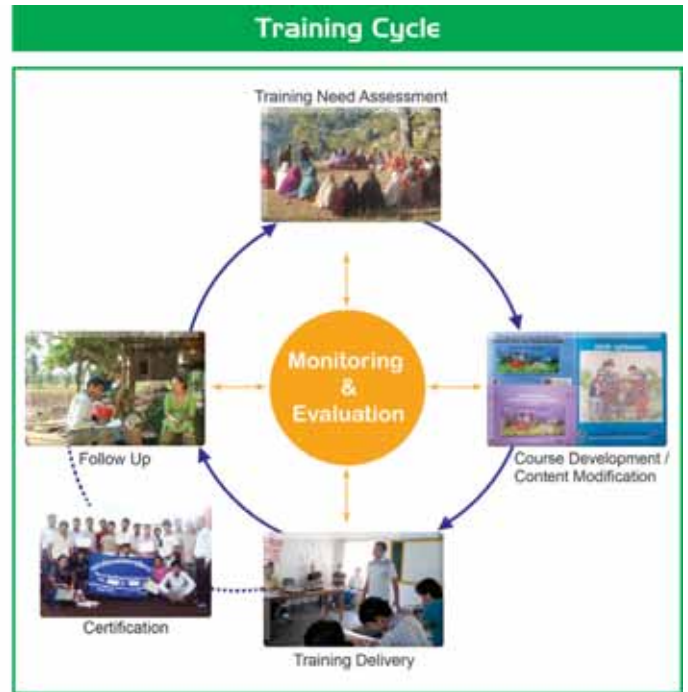 Training Cycle
Training Need Assessment
Monitoring
&
Evaluation
Follow Up
Course Development /
Content Modification
Certification
Training Delivery